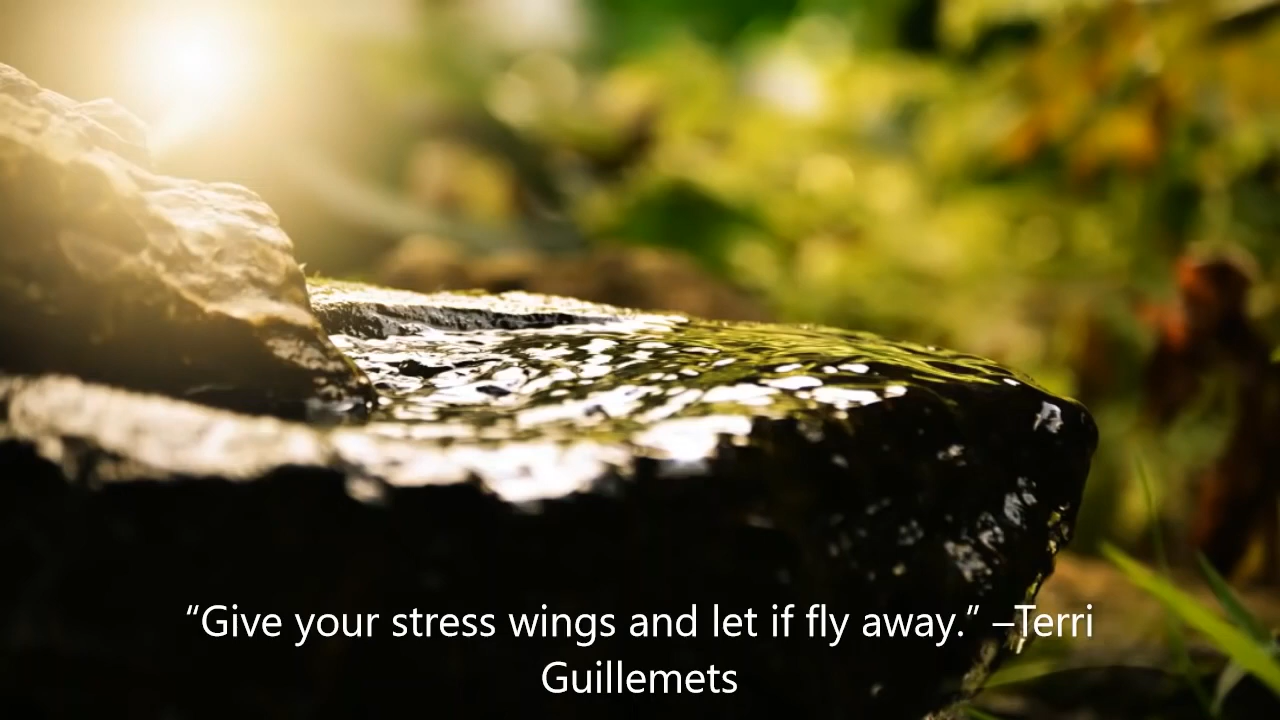 “Give your stress wings and let if fly away.” –Terri
Guillemets